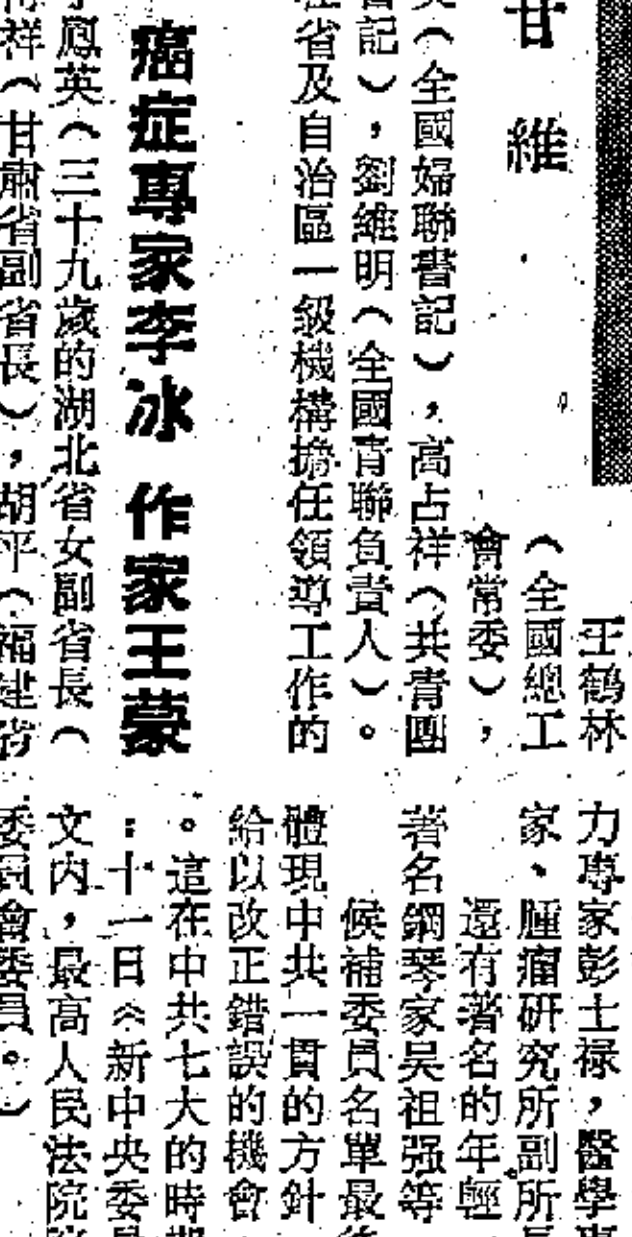 甘維
王鶴林
(全國總工
會常委),
(全國婦聯書記),高占祥(共青團
書記),劉維明(全國青聯負責人)。
在省及自治區一級機構擔任領導工作的
癌症專家李冰 作家王蒙
鳳英(三十九歲的湖北省女副省長(
祥(甘肅省副省長),胡平(福建省
力專家彭士祿,醫學專
家、腫瘤研究所副所長
還有著名的年輕
著名鋼琴家吴祖强等
候補委員名單最後
體現中共一貫的方針
給以改正錯誤的機會
。這在中共七大的時期
:十一日《新中央委員
文内,最高人民法院院
委員會委員。)